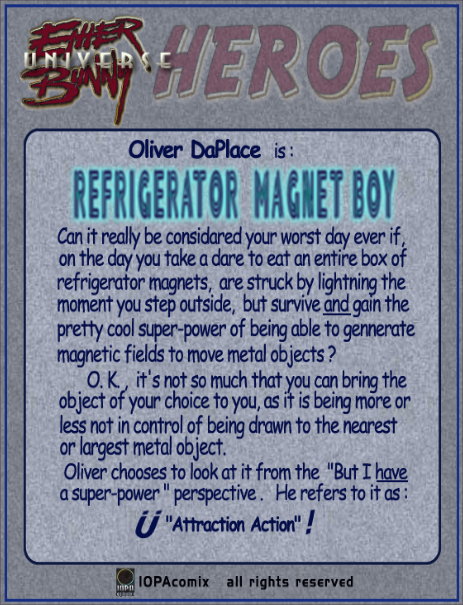 ETHER
UNIVERSE
BUNNY
HEROES
Oliver DaPlace is :
REFRIGERATOR MAGNET BOY
Can it really be considared your worst day ever if,
on the day you take a dare to eat an entire box of
refrigerator magnets, are struck by lightning the
moment you step outside, but survive and gain the
pretty cool super-power of being able to gennerate
magnetic fields to move metal objects ?
O. K. , it's not so much that you can bring the
object of your choice to you, as it is being more or
less not in control of being drawn to the nearest
or largest metal object.
Oliver chooses to look at it from the "But I have
a super-power " perspective . He refers to it as :
Ü "Attraction Action" !
IOPAcomix all rights reserved